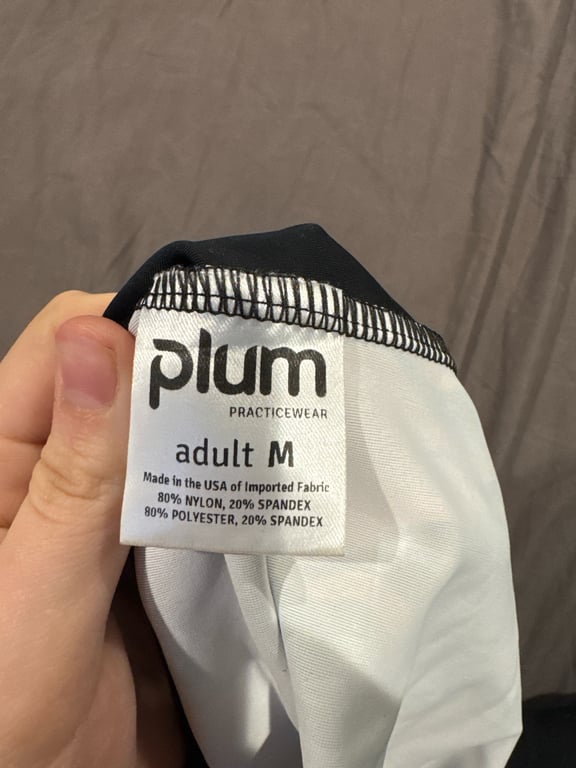 plum
PRACTICEWEAR
adult M
Made in the USA of Imported Fabric
80% NYLON, 20% SPANDEX
80% POLYESTER, 20% SPANDEX